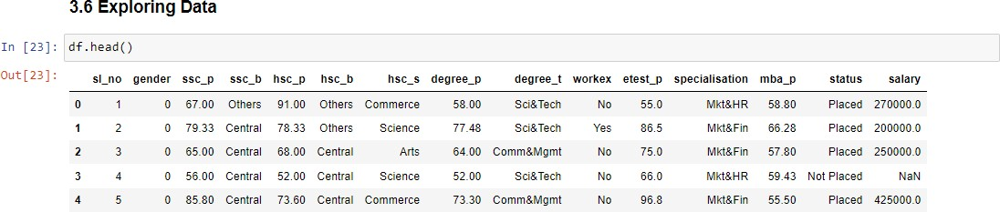 3.6 Exploring Data
In [23]: df.head()
Out[23]:
sl_no gender ssc_p ssc_b hsc_p hsc_b hsc_s degree_p degree_t workex etest_p specialisation mba_p status salary
0 1 0 67.00 Others 91.00 Others Commerce 58.00 Sci&Tech No 55.0 Mkt&HR 58.80 Placed 270000.0
1 2 0 79.33 Central 78.33 Others Science 77.48 Sci&Tech Yes 86.5 Mkt&Fin 66.28 Placed 200000.0
2 3 0 65.00 Central 68.00 Central Arts 64.00 Comm&Mgmt No 75.0 Mkt&Fin 57.80 Placed 250000.0
3 4 0 56.00 Central 52.00 Central Science 52.00 Sci&Tech No 66.0 Mkt&HR 59.43 Not Placed NaN
4 5 0 85.80 Central 73.60 Central Commerce 73.30 Comm&Mgmt No 96.8 Mkt&Fin 55.50 Placed 425000.0